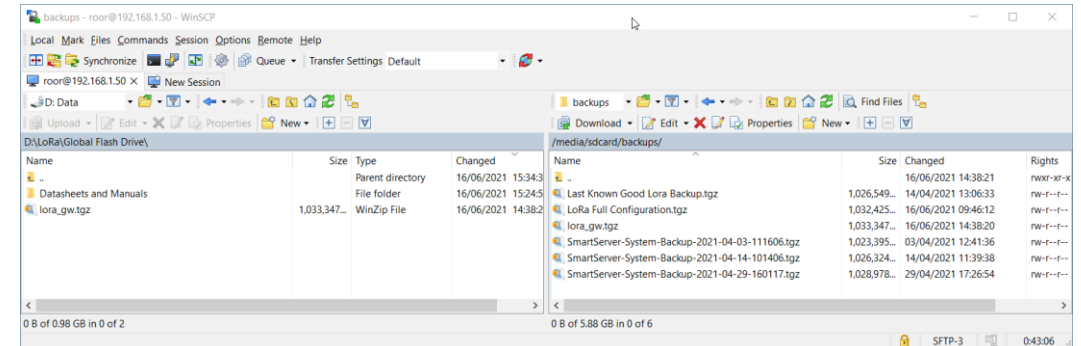 backups - roor@192.168.1.50 - WinSCP
Local Mark Files Commands Session Options Remote Help
Synchronize Queue Transfer Settings Default
roor@192.168.1.50 × New Session
D: Data
backups Find Files
Upload Edit Properties New
Download Edit Properties New
D:\LoRa\Global Flash Drive\
Name Size Type Changed
.. Parent directory 16/06/2021 15:34:3
Datasheets and Manuals File folder 16/06/2021 15:24:5
lora_gw.tgz 1,033,347... WinZip File 16/06/2021 14:38:2
0 B of 0.98 GB in 0 of 2
/media/sdcard/backups/
Name Size Changed Rights
.. 16/06/2021 14:38:21 rwxr-xr-x
Last Known Good Lora Backup.tgz 1,026,549... 14/04/2021 13:06:33 rw-r--r--
LoRa Full Configuration.tgz 1,032,425... 16/06/2021 09:46:12 rw-r--r--
lora_gw.tgz 1,033,347... 16/06/2021 14:38:20 rw-r--r--
SmartServer-System-Backup-2021-04-03-111606.tgz 1,023,395... 03/04/2021 12:41:36 rw-r--r--
SmartServer-System-Backup-2021-04-14-101406.tgz 1,026,324... 14/04/2021 11:39:38 rw-r--r--
SmartServer-System-Backup-2021-04-29-160117.tgz 1,028,978... 29/04/2021 17:26:54 rw-r--r--
0 B of 5.88 GB in 0 of 6
SFTP-3 0:43:06